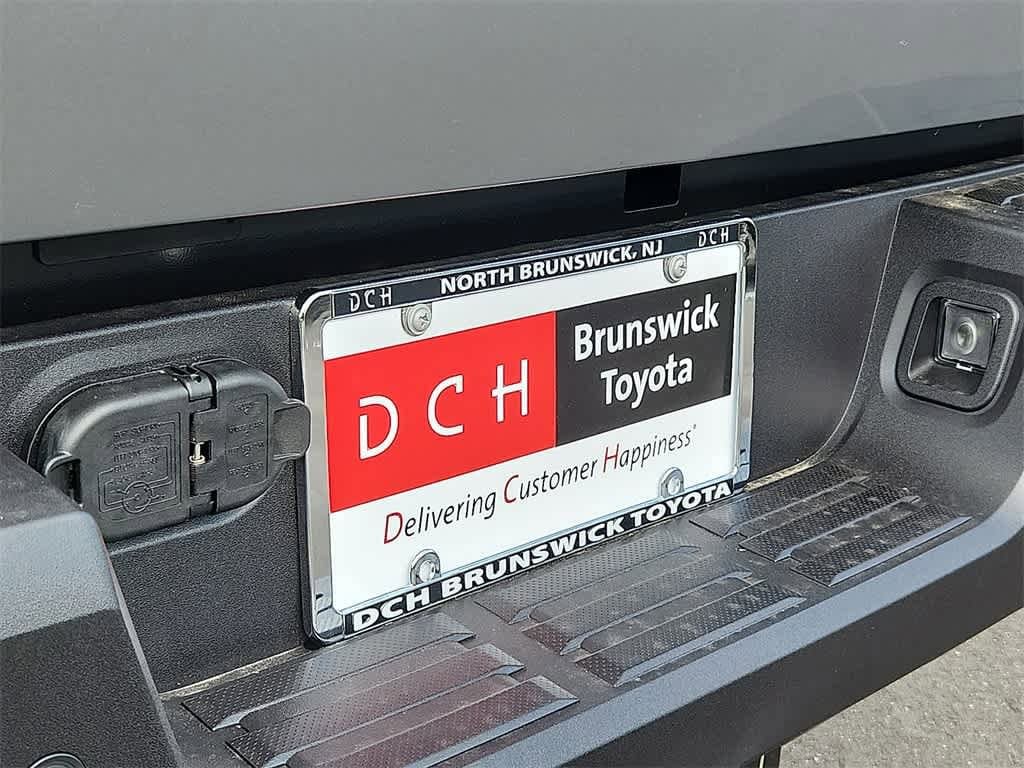 NORTH BRUNSWICK, NJ
DCH
DCH
DCH
Brunswick
Toyota
Delivering Customer Happiness
DCH BRUNSWICK TOYOTA